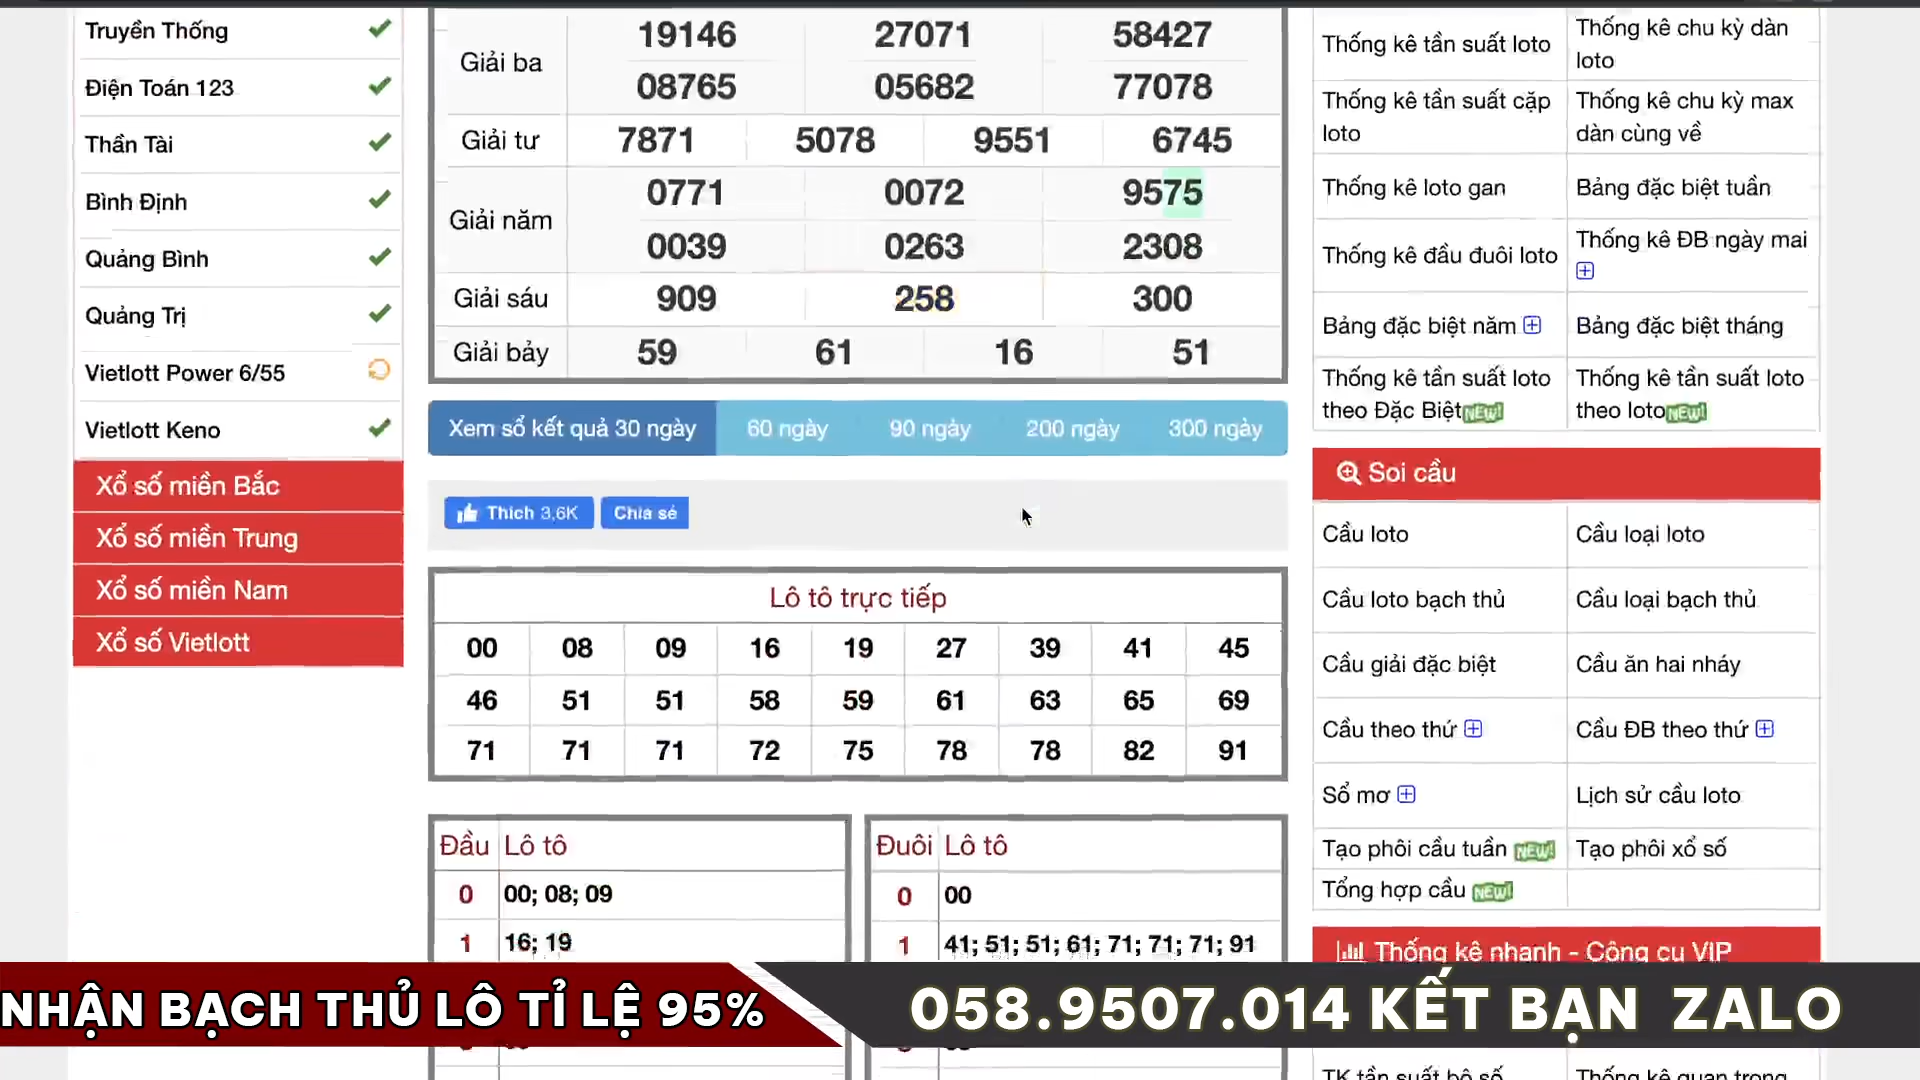 Truyền Thống
Điện Toán 123
Thần Tài
Bình Định
Quảng Bình
Quảng Trị
Vietlott Power 6/55
Vietlott Keno
Xổ số miền Bắc
Xổ số miền Trung
Xổ số miền Nam
Xổ số Vietlott
Giải ba
19146 27071 58427
08765 05682 77078
Giải tư 7871 5078 9551 6745
Giải năm
0771 0072 9575
0039 0263 2308
Giải sáu 909 258 300
Giải bảy 59 61 16 51
Xem sổ kết quả 30 ngày 60 ngày 90 ngày 200 ngày 300 ngày
Thích 3,6K Chia sẻ
Lô tô trực tiếp
00 08 09 16 19 27 39 41 45
46 51 51 58 59 61 63 65 69
71 71 71 72 75 78 78 82 91
Đầu Lô tô
0 00; 08; 09
1 16; 19
Đuôi Lô tô
0 00
1 41; 51; 51; 61; 71; 71; 71; 91
Thống kê tần suất loto
Thống kê chu kỳ dàn
loto
Thống kê tần suất cặp
loto
Thống kê chu kỳ max
dàn cùng về
Thống kê loto gan
Bảng đặc biệt tuần
Thống kê đầu đuôi loto
Thống kê ĐB ngày mai
Bảng đặc biệt năm
Bảng đặc biệt tháng
Thống kê tần suất loto
theo Đặc Biệt NEW!
Thống kê tần suất loto
theo loto NEW!
Soi cầu
Cầu loto
Cầu loại loto
Cầu loto bạch thủ
Cầu loại bạch thủ
Cầu giải đặc biệt
Cầu ăn hai nháy
Cầu theo thứ
Cầu ĐB theo thứ
Sổ mơ
Lịch sử cầu loto
Tạo phôi cầu tuần NEW!
Tạo phôi xổ số
Tổng hợp cầu NEW!
Thống kê nhanh - Công cụ VIP
TK tần suất bộ số
Thống kê quan trọng
NHẬN BẠCH THỦ LÔ TỈ LỆ 95%
058.9507.014 KẾT BẠN ZALO